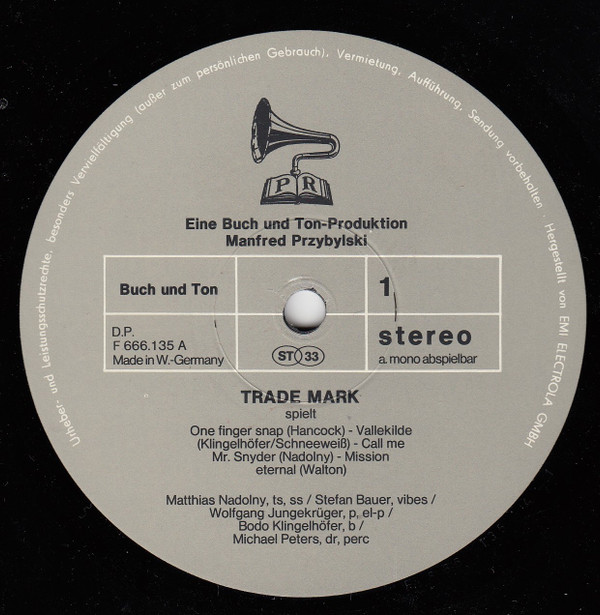 Urheber- und Leistungsschutzrechte, besonders Vervielfältigung (außer zum persönlichen Gebrauch), Vermietung, Aufführung, Sendung vorbehalten Hergestellt von EMI ELECTROLA GMBH
P R
Eine Buch und Ton-Produktion
Manfred Przybylski
Buch und Ton
1
D.P.
F 666.135 A
Made in W.-Germany
ST 33
stereo
a. mono abspielbar
TRADE MARK
spielt
One finger snap (Hancock) - Vallekilde
(Klingelhöfer/Schneeweiß) - Call me
Mr. Snyder (Nadolny) - Mission
eternal (Walton)
Matthias Nadolny, ts, ss / Stefan Bauer, vibes /
Wolfgang Jungekrüger, p, el-p /
Bodo Klingelhöfer, b /
Michael Peters, dr, perc